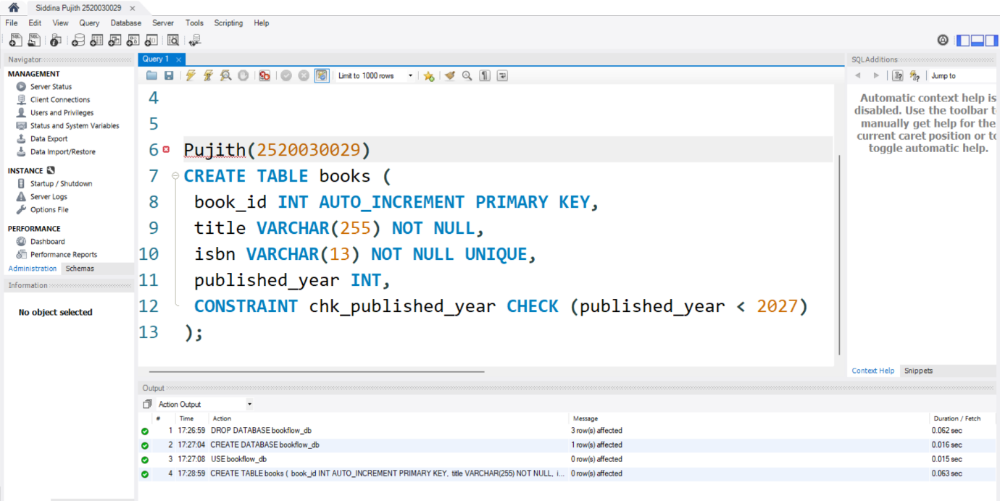 Siddina Pujith 2520030029 ×
File Edit View Query Database Server Tools Scripting Help
Navigator
MANAGEMENT
Server Status
Client Connections
Users and Privileges
Status and System Variables
Data Export
Data Import/Restore
INSTANCE
Startup / Shutdown
Server Logs
Options File
PERFORMANCE
Dashboard
Performance Reports
Administration Schemas
Information
No object selected
Query 1 ×
Limit to 1000 rows
4
5
6 Pujith(2520030029)
7 CREATE TABLE books (
8 book_id INT AUTO_INCREMENT PRIMARY KEY,
9 title VARCHAR(255) NOT NULL,
10 isbn VARCHAR(13) NOT NULL UNIQUE,
11 published_year INT,
12 CONSTRAINT chk_published_year CHECK (published_year < 2027)
13 );
SQLAdditions
Jump to
Automatic context help is
disabled. Use the toolbar t
manually get help for the
current caret position or to
toggle automatic help.
Context Help Snippets
Output
Action Output
# Time Action Message Duration / Fetch
1 17:26:59 DROP DATABASE bookflow_db 3 row(s) affected 0.062 sec
2 17:27:04 CREATE DATABASE bookflow_db 1 row(s) affected 0.016 sec
3 17:27:08 USE bookflow_db 0 row(s) affected 0.015 sec
4 17:28:59 CREATE TABLE books ( book_id INT AUTO_INCREMENT PRIMARY KEY, title VARCHAR(255) NOT NULL, i... 0 row(s) affected 0.063 sec